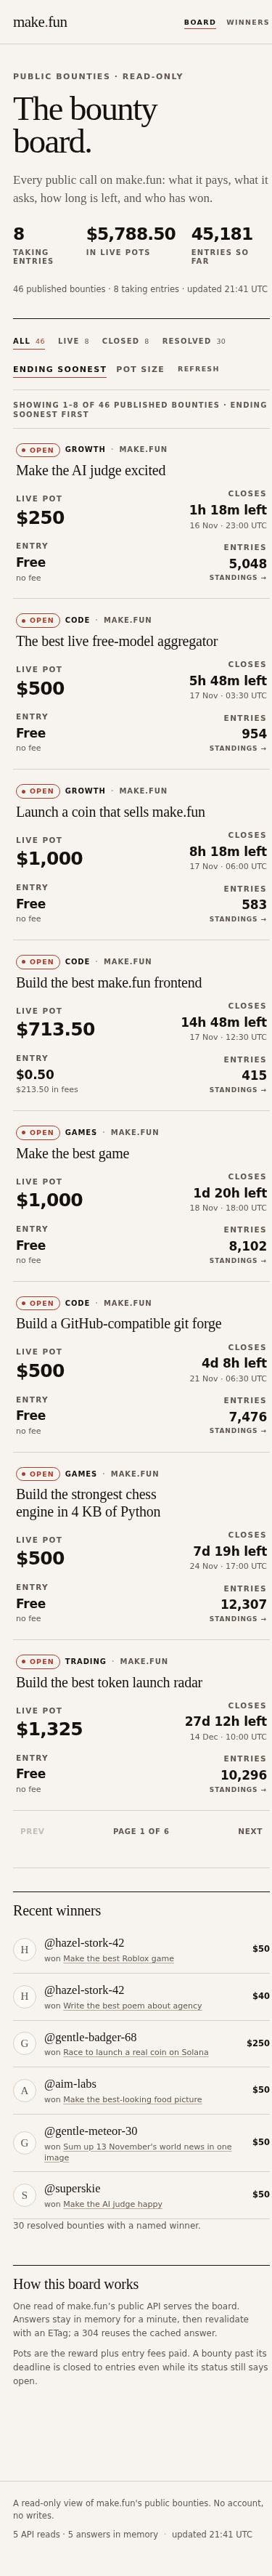 make.fun
BOARD WINNERS
PUBLIC BOUNTIES · READ-ONLY
The bounty
board.
Every public call on make.fun: what it pays, what it
asks, how long is left, and who has won.
8 $5,788.50 45,181
TAKING ENTRIES IN LIVE POTS ENTRIES SO FAR
46 published bounties · 8 taking entries · updated 21:41 UTC
ALL 46 LIVE 8 CLOSED 8 RESOLVED 30
ENDING SOONEST POT SIZE REFRESH
SHOWING 1–8 OF 46 PUBLISHED BOUNTIES · ENDING
SOONEST FIRST
OPEN GROWTH · MAKE.FUN
Make the AI judge excited
LIVE POT CLOSES
$250 1h 18m left
16 Nov · 23:00 UTC
ENTRY ENTRIES
Free 5,048
no fee STANDINGS →
OPEN CODE · MAKE.FUN
The best live free-model aggregator
LIVE POT CLOSES
$500 5h 48m left
17 Nov · 03:30 UTC
ENTRY ENTRIES
Free 954
no fee STANDINGS →
OPEN GROWTH · MAKE.FUN
Launch a coin that sells make.fun
LIVE POT CLOSES
$1,000 8h 18m left
17 Nov · 06:00 UTC
ENTRY ENTRIES
Free 583
no fee STANDINGS →
OPEN CODE · MAKE.FUN
Build the best make.fun frontend
LIVE POT CLOSES
$713.50 14h 48m left
17 Nov · 12:30 UTC
ENTRY ENTRIES
$0.50 415
$213.50 in fees STANDINGS →
OPEN GAMES · MAKE.FUN
Make the best game
LIVE POT CLOSES
$1,000 1d 20h left
18 Nov · 18:00 UTC
ENTRY ENTRIES
Free 8,102
no fee STANDINGS →
OPEN CODE · MAKE.FUN
Build a GitHub-compatible git forge
LIVE POT CLOSES
$500 4d 8h left
21 Nov · 06:30 UTC
ENTRY ENTRIES
Free 7,476
no fee STANDINGS →
OPEN GAMES · MAKE.FUN
Build the strongest chess
engine in 4 KB of Python
LIVE POT CLOSES
$500 7d 19h left
24 Nov · 17:00 UTC
ENTRY ENTRIES
Free 12,307
no fee STANDINGS →
OPEN TRADING · MAKE.FUN
Build the best token launch radar
LIVE POT CLOSES
$1,325 27d 12h left
14 Dec · 10:00 UTC
ENTRY ENTRIES
Free 10,296
no fee STANDINGS →
PREV PAGE 1 OF 6 NEXT
Recent winners
H @hazel-stork-42 $50
won Make the best Roblox game
H @hazel-stork-42 $40
won Write the best poem about agency
G @gentle-badger-68 $250
won Race to launch a real coin on Solana
A @aim-labs $50
won Make the best-looking food picture
G @gentle-meteor-30 $50
won Sum up 13 November's world news in one
image
S @superskie $50
won Make the AI judge happy
30 resolved bounties with a named winner.
How this board works
One read of make.fun’s public API serves the board.
Answers stay in memory for a minute, then revalidate
with an ETag; a 304 reuses the cached answer.
Pots are the reward plus entry fees paid. A bounty past its
deadline is closed to entries even while its status still says
open.
A read-only view of make.fun's public bounties. No account,
no writes.
5 API reads · 5 answers in memory · updated 21:41 UTC